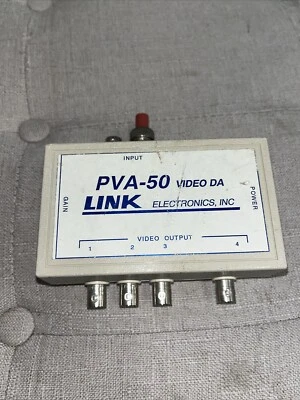 INPUT
PVA-50 VIDEO DA
LINK ELECTRONICS, INC
GAIN
POWER
VIDEO OUTPUT
1 2 3 4